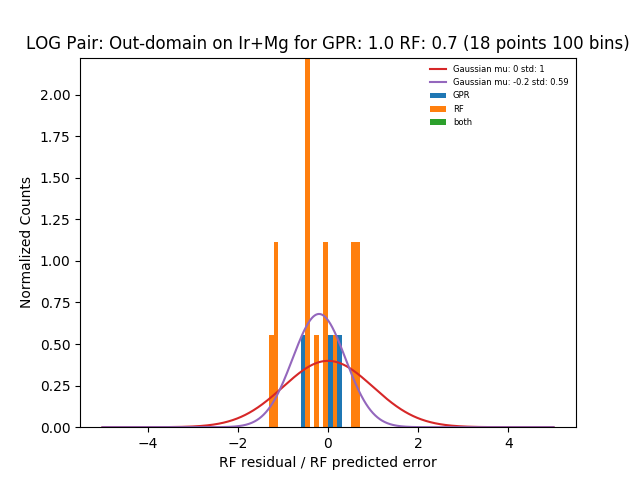 LOG Pair: Out-domain on Ir+Mg for GPR: 1.0 RF: 0.7 (18 points 100 bins)
Gaussian mu: 0 std: 1
Gaussian mu: -0.2 std: 0.59
GPR
RF
both
Normalized Counts
2.00
1.75
1.50
1.25
1.00
0.75
0.50
0.25
0.00
−4
−2
0
2
4
RF residual / RF predicted error